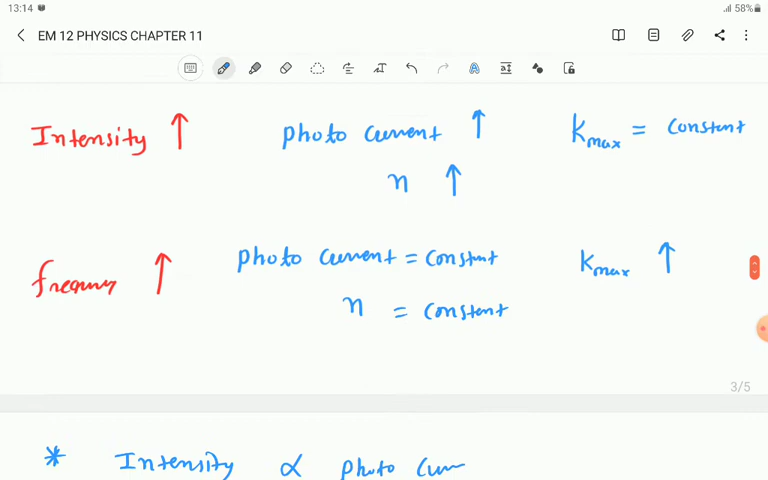 13:14 58%
EM 12 PHYSICS CHAPTER 11
Intensity ↑ photo current ↑ Kmax = constant
n ↑
frequency ↑ photo current = constant Kmax ↑
n = constant
3/5
* Intensity ∝ photo curr